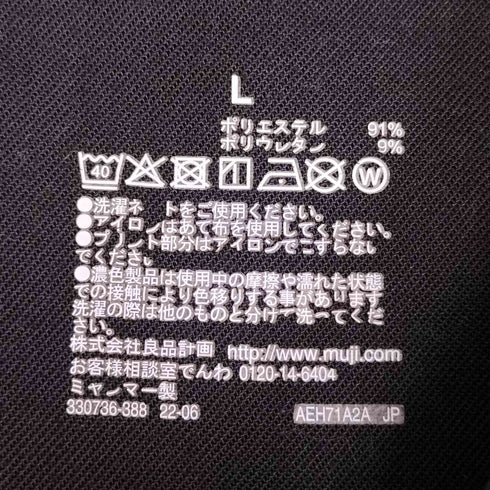 L
ポリエステル 91%
ポリウレタン 9%
40 W
●洗濯ネットをご使用ください。
●アイロンはあて布を使用してください。
●プリント部分はアイロンでこすらない
でください。
●濃色製品は使用中の摩擦や濡れた状態
での接触により色移りする事があります
洗濯の際は他のものと分けて洗ってくだ
さい。
株式会社良品計画 http://www.muji.com
お客様相談室でんわ 0120-14-6404
ミャンマー製
330736-888 22-06 AEH71A2A JP